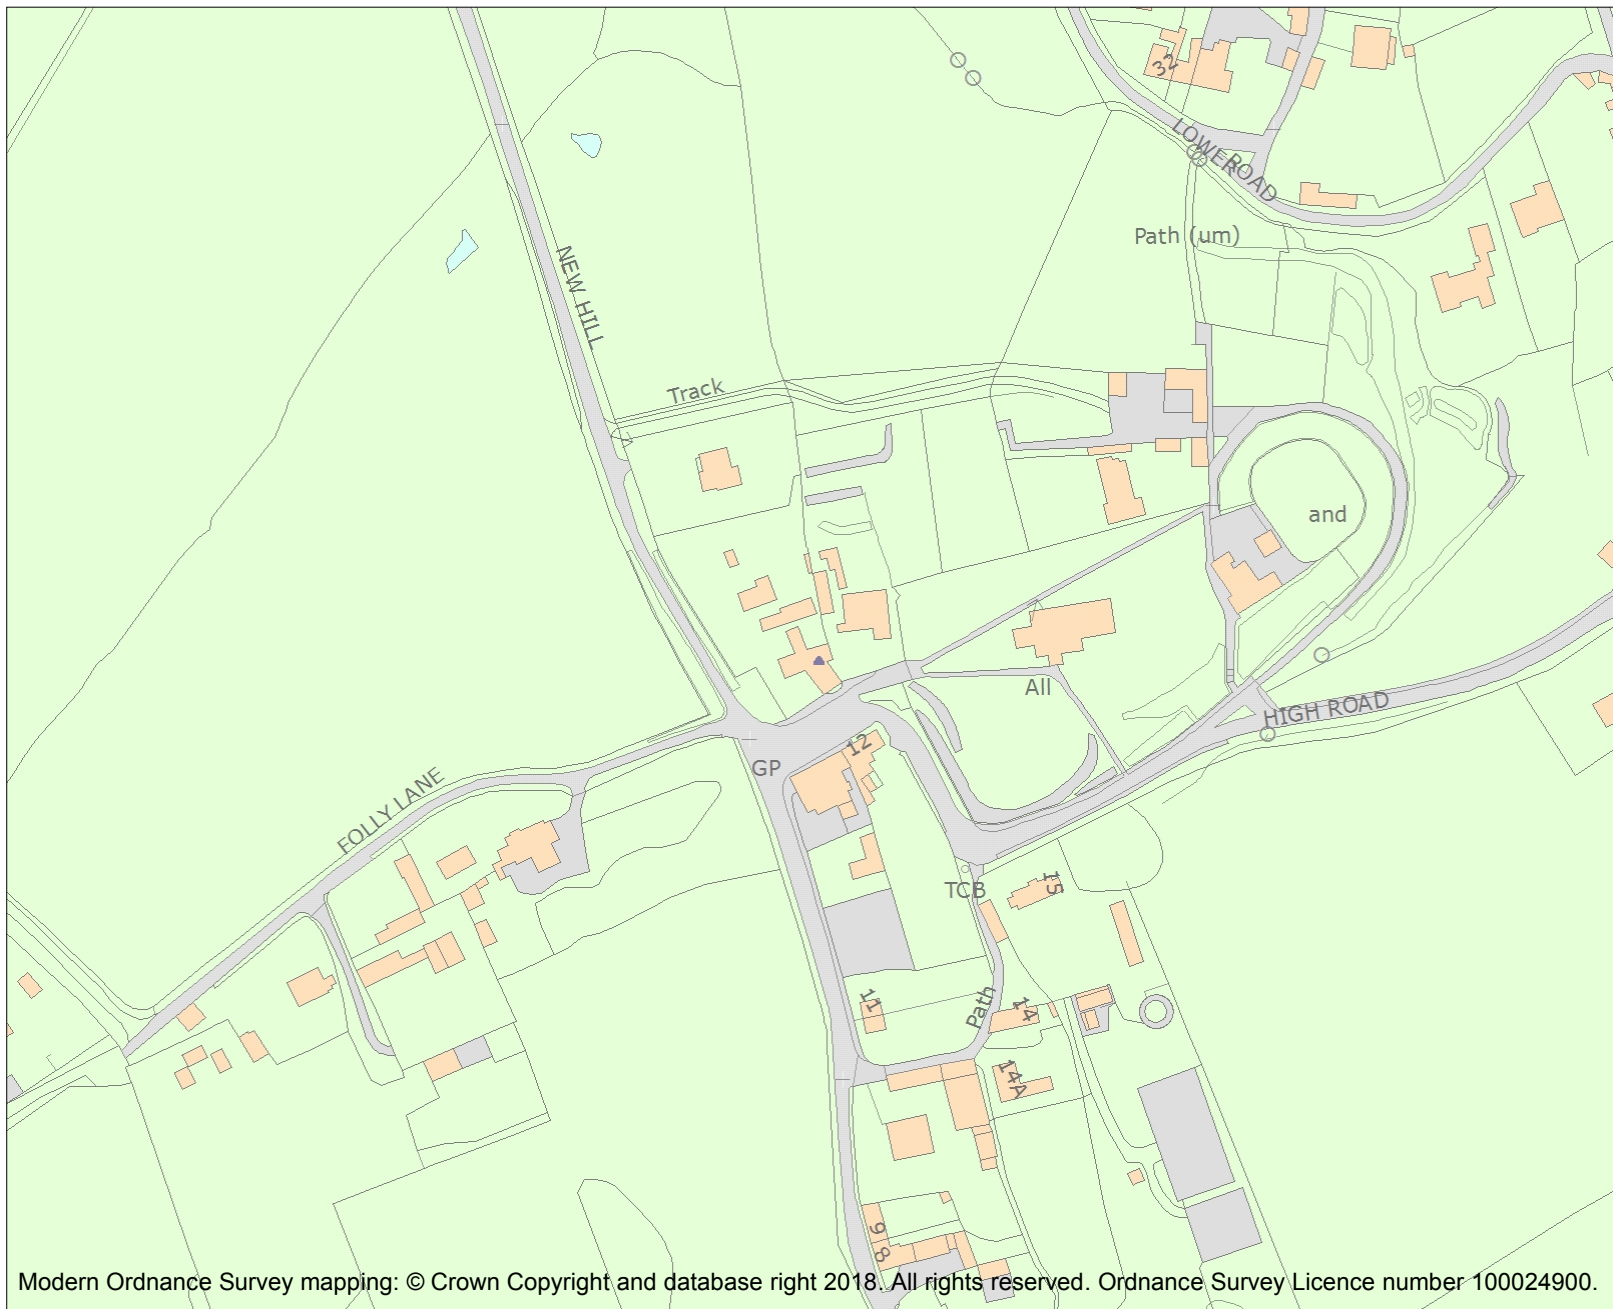 32
LOWE ROAD
Path (um)
NEW HILL
Track
and
All
HIGH ROAD
12
GP
FOLLY LANE
TCB
15
11
Path
14
14A
9
8
Modern Ordnance Survey mapping: © Crown Copyright and database right 2018. All rights reserved. Ordnance Survey Licence number 100024900.